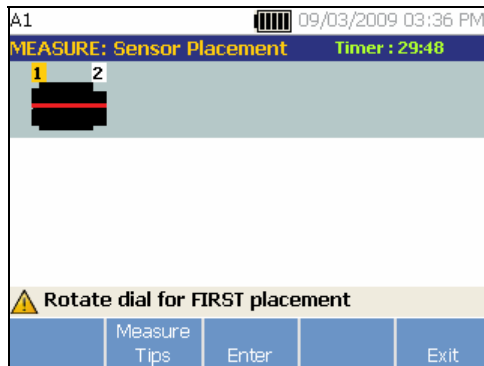 A1 09/03/2009 03:36 PM
MEASURE: Sensor Placement Timer : 29:48
1 2
Rotate dial for FIRST placement
Measure
Tips Enter Exit